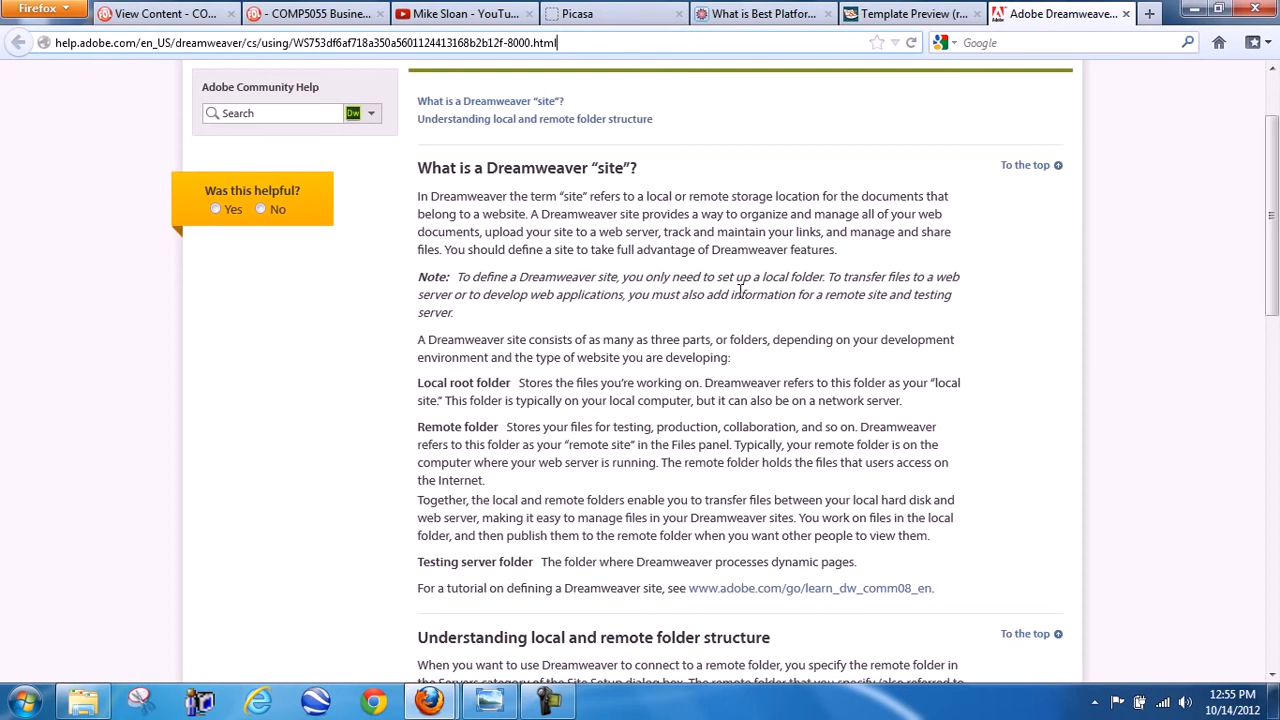 Firefox
View Content - CO...
- COMP5055 Busine...
Mike Sloan - YouTu...
Picasa
What is Best Platfor...
Template Preview (r...
Adobe Dreamweave...
help.adobe.com/en_US/dreamweaver/cs/using/WS753df6af718a350a5601124413168b2b12f-8000.html
Google
Adobe Community Help
Search
Dw
Was this helpful?
Yes No
What is a Dreamweaver “site”?
Understanding local and remote folder structure
What is a Dreamweaver “site”?
To the top
In Dreamweaver the term “site” refers to a local or remote storage location for the documents that
belong to a website. A Dreamweaver site provides a way to organize and manage all of your web
documents, upload your site to a web server, track and maintain your links, and manage and share
files. You should define a site to take full advantage of Dreamweaver features.
Note: To define a Dreamweaver site, you only need to set up a local folder. To transfer files to a web
server or to develop web applications, you must also add information for a remote site and testing
server.
A Dreamweaver site consists of as many as three parts, or folders, depending on your development
environment and the type of website you are developing:
Local root folder Stores the files you’re working on. Dreamweaver refers to this folder as your “local
site.” This folder is typically on your local computer, but it can also be on a network server.
Remote folder Stores your files for testing, production, collaboration, and so on. Dreamweaver
refers to this folder as your “remote site” in the Files panel. Typically, your remote folder is on the
computer where your web server is running. The remote folder holds the files that users access on
the Internet.
Together, the local and remote folders enable you to transfer files between your local hard disk and
web server, making it easy to manage files in your Dreamweaver sites. You work on files in the local
folder, and then publish them to the remote folder when you want other people to view them.
Testing server folder The folder where Dreamweaver processes dynamic pages.
For a tutorial on defining a Dreamweaver site, see www.adobe.com/go/learn_dw_comm08_en.
Understanding local and remote folder structure
To the top
When you want to use Dreamweaver to connect to a remote folder, you specify the remote folder in
the Servers category of the Site Setup dialog box. The remote folder that you specify (also referred to
12:55 PM
10/14/2012